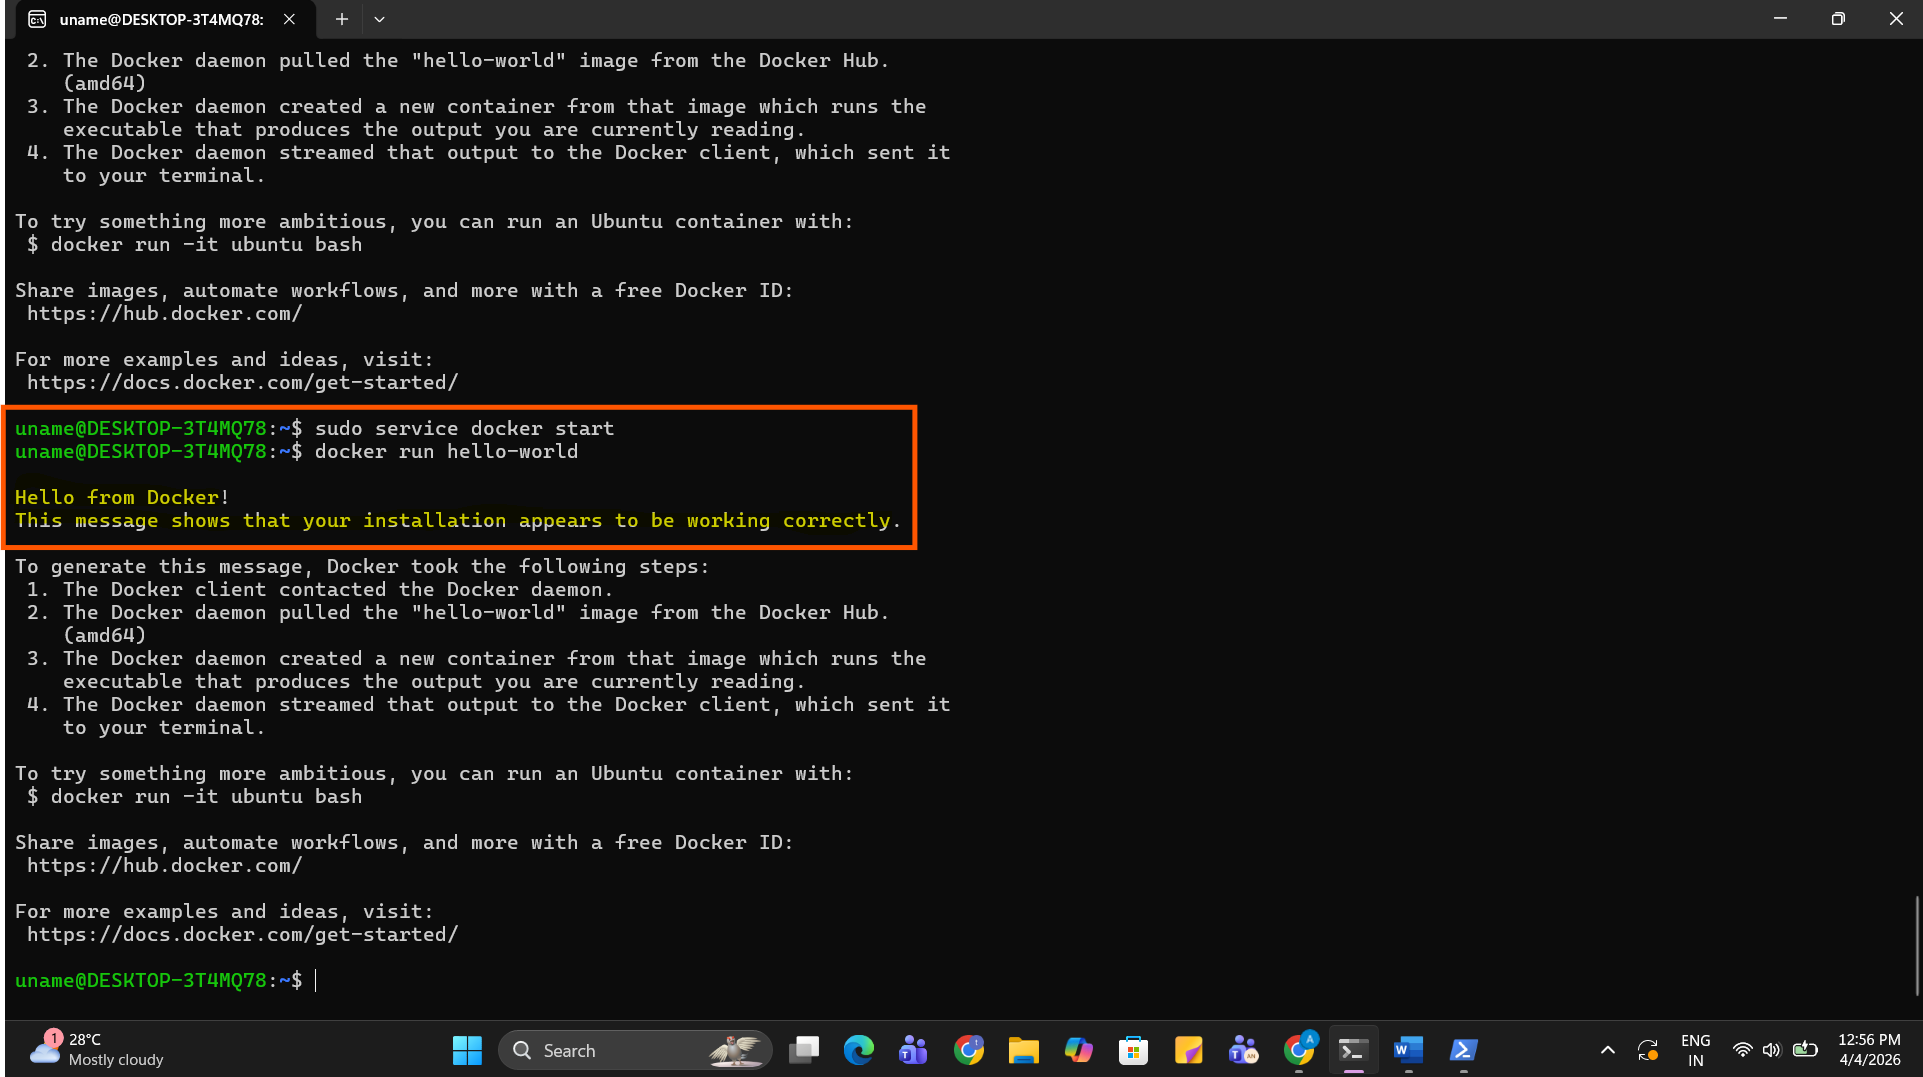 uname@DESKTOP-3T4MQ78:
2. The Docker daemon pulled the "hello-world" image from the Docker Hub.
(amd64)
3. The Docker daemon created a new container from that image which runs the
executable that produces the output you are currently reading.
4. The Docker daemon streamed that output to the Docker client, which sent it
to your terminal.
To try something more ambitious, you can run an Ubuntu container with:
$ docker run -it ubuntu bash
Share images, automate workflows, and more with a free Docker ID:
https://hub.docker.com/
For more examples and ideas, visit:
https://docs.docker.com/get-started/
uname@DESKTOP-3T4MQ78:~$ sudo service docker start
uname@DESKTOP-3T4MQ78:~$ docker run hello-world
Hello from Docker!
This message shows that your installation appears to be working correctly.
To generate this message, Docker took the following steps:
1. The Docker client contacted the Docker daemon.
2. The Docker daemon pulled the "hello-world" image from the Docker Hub.
(amd64)
3. The Docker daemon created a new container from that image which runs the
executable that produces the output you are currently reading.
4. The Docker daemon streamed that output to the Docker client, which sent it
to your terminal.
To try something more ambitious, you can run an Ubuntu container with:
$ docker run -it ubuntu bash
Share images, automate workflows, and more with a free Docker ID:
https://hub.docker.com/
For more examples and ideas, visit:
https://docs.docker.com/get-started/
uname@DESKTOP-3T4MQ78:~$
1 28°C
Mostly cloudy
Search
ENG
IN
12:56 PM
4/4/2026